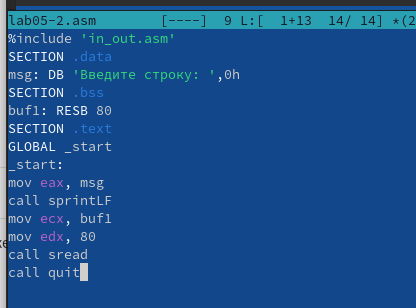 lab05-2.asm [----] 9 L:[ 1+13 14/ 14] *(2
%include 'in_out.asm'
SECTION .data
msg: DB 'Введите строку: ',0h
SECTION .bss
buf1: RESB 80
SECTION .text
GLOBAL _start
_start:
mov eax, msg
call sprintLF
mov ecx, buf1
mov edx, 80
call sread
call quit